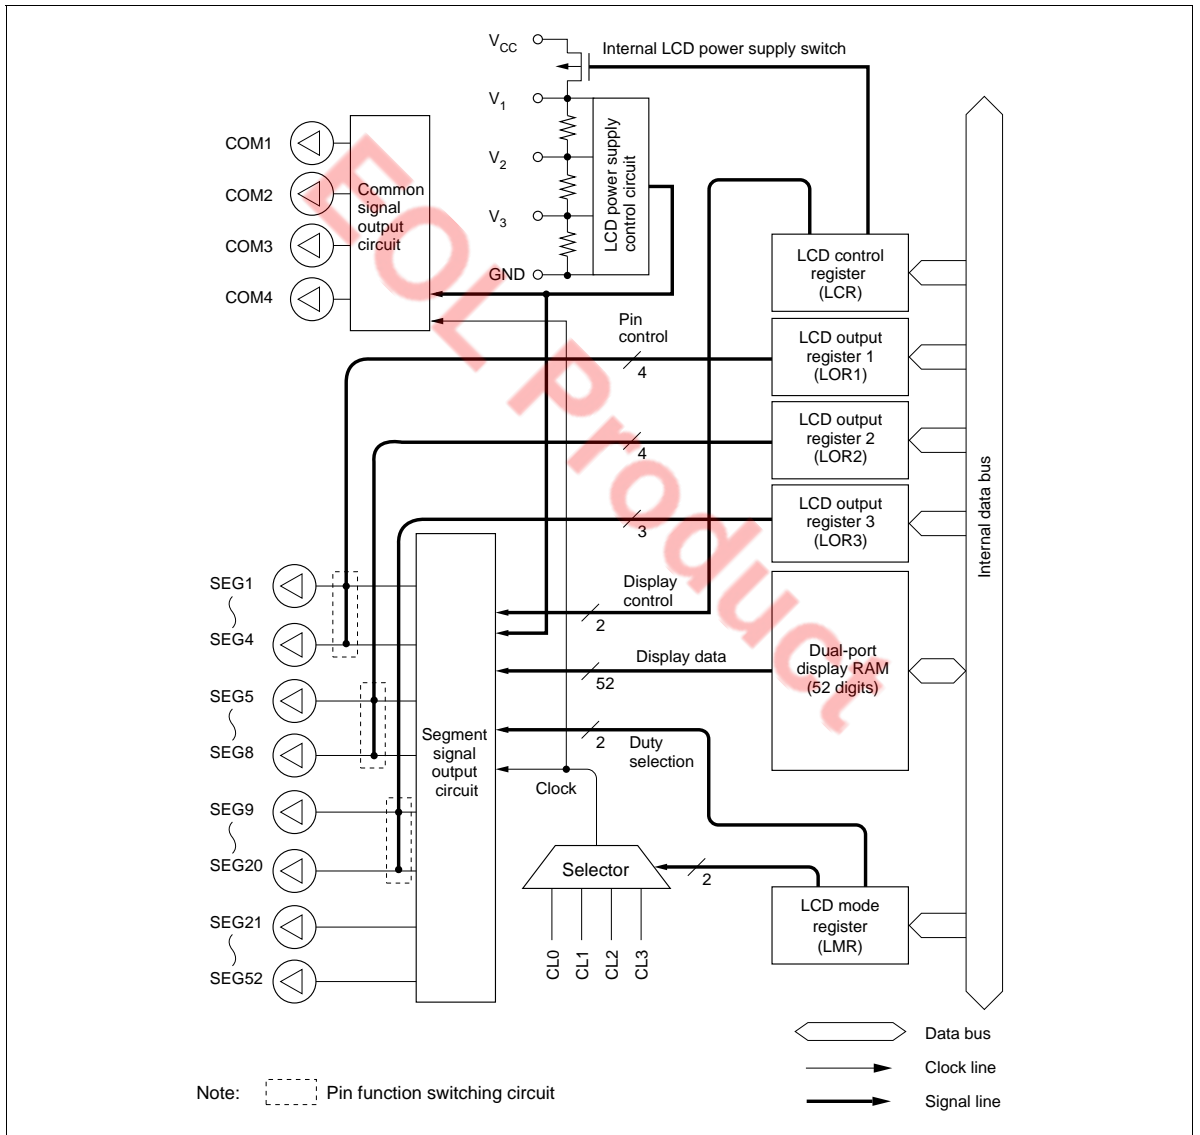 VCC
Internal LCD power supply switch
V1
V2
V3
GND
LCD power supply
control circuit
COM1
COM2
COM3
COM4
Common
signal
output
circuit
LCD control
register
(LCR)
Pin
control
4
LCD output
register 1
(LOR1)
4
LCD output
register 2
(LOR2)
3
LCD output
register 3
(LOR3)
Internal data bus
SEG1
SEG4
SEG5
SEG8
SEG9
SEG20
SEG21
SEG52
Segment
signal
output
circuit
Display
control
2
Display data
52
Dual-port
display RAM
(52 digits)
2
Duty
selection
Clock
Selector
2
CL0
CL1
CL2
CL3
LCD mode
register
(LMR)
Data bus
Clock line
Signal line
Note: Pin function switching circuit
EOL Product